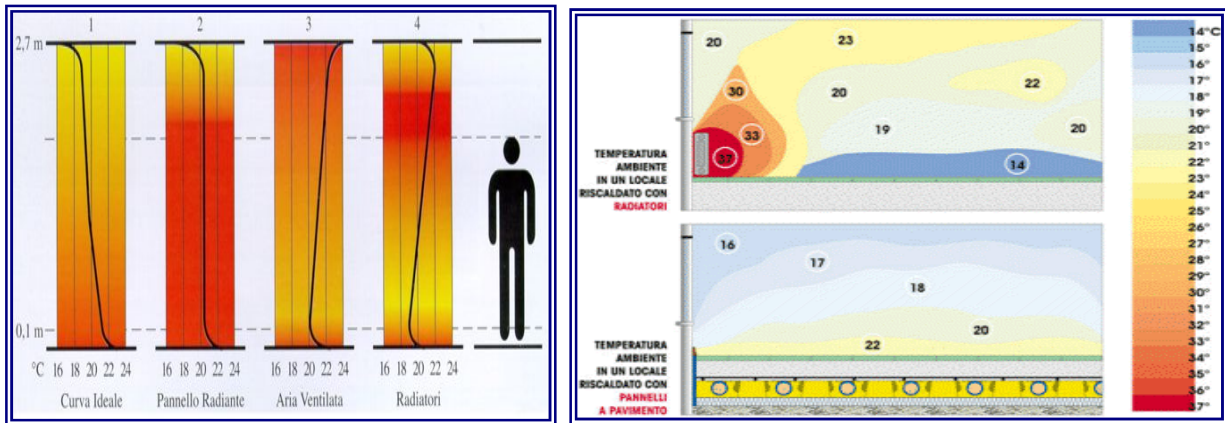 1 2 3 4
2,7 m
0,1 m
°C 16 18 20 22 24 16 18 20 22 24 16 18 20 22 24 16 18 20 22 24
Curva Ideale Pannello Radiante Aria Ventilata Radiatori
20 23
30 20 22
33 19 20
37 14
TEMPERATURA
AMBIENTE
IN UN LOCALE
RISCALDATO CON
RADIATORI
16 17
18
20
22
TEMPERATURA
AMBIENTE
IN UN LOCALE
RISCALDATO CON
PANNELLI
A PAVIMENTO
14°C
15°
16°
17°
18°
19°
20°
21°
22°
23°
24°
25°
26°
27°
28°
29°
30°
31°
32°
33°
34°
35°
36°
37°